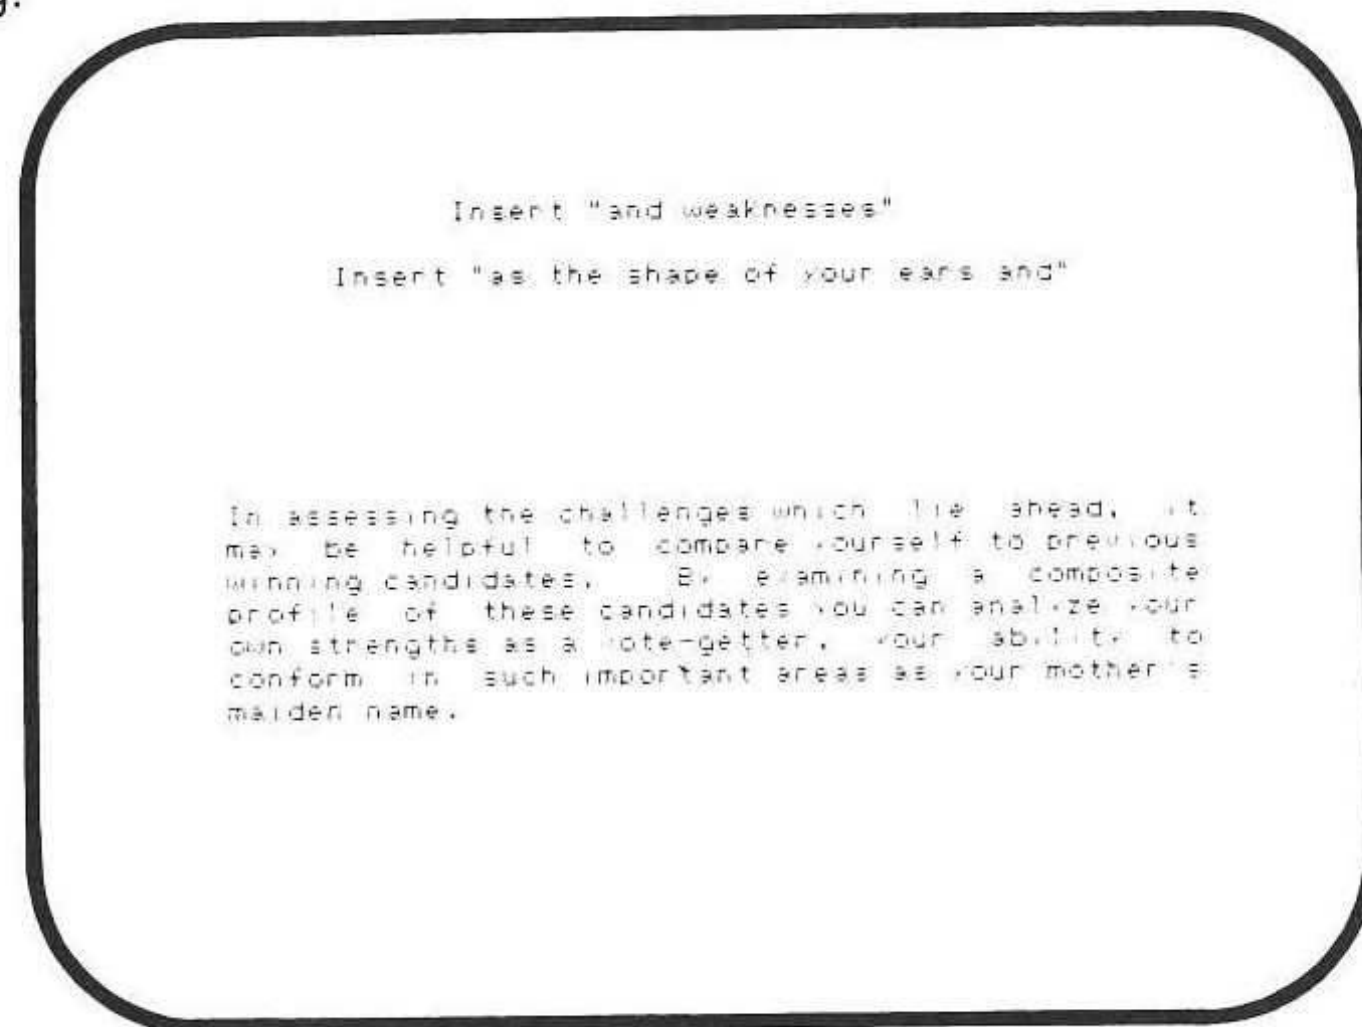 Insert "and weaknesses"
Insert "as the shape of your ears and"
In assessing the challenges which lie ahead, it
may be helpful to compare yourself to previous
winning candidates. By examining a composite
profile of these candidates you can analyze your
own strengths as a vote-getter, your ability to
conform in such important areas as your mother's
maiden name.